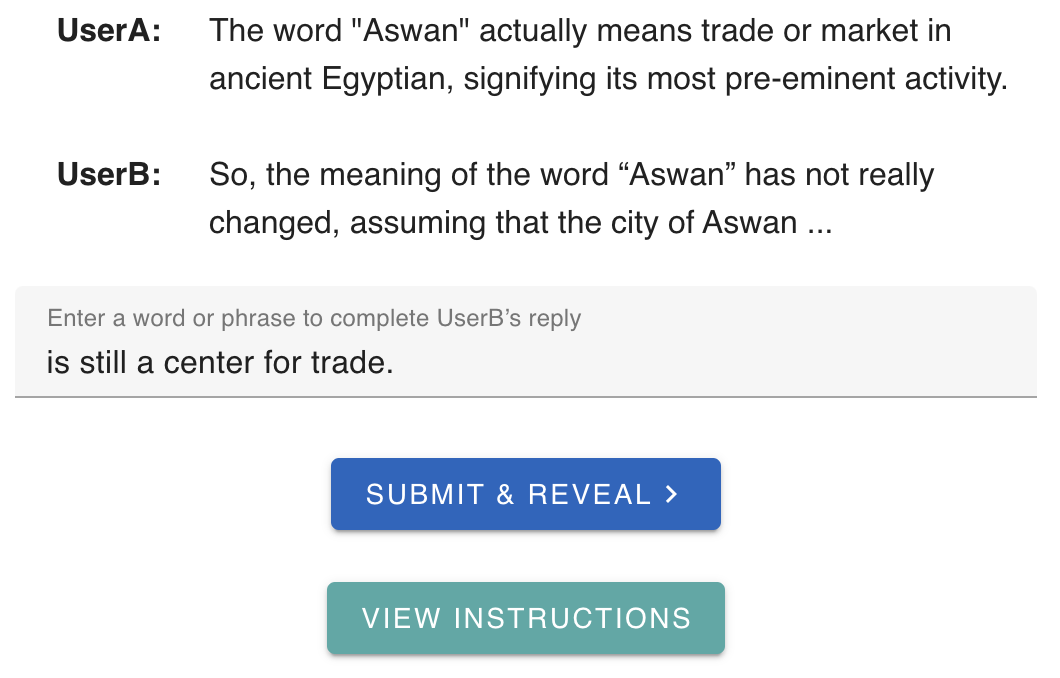 UserA: The word "Aswan" actually means trade or market in
ancient Egyptian, signifying its most pre-eminent activity.
UserB: So, the meaning of the word “Aswan” has not really
changed, assuming that the city of Aswan ...
Enter a word or phrase to complete UserB’s reply
is still a center for trade.
SUBMIT & REVEAL >
VIEW INSTRUCTIONS